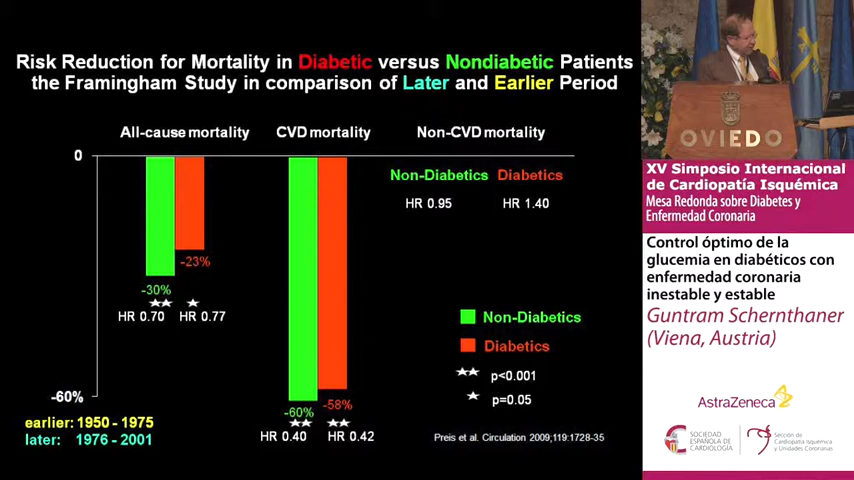 Risk Reduction for Mortality in Diabetic versus Nondiabetic Patients
the Framingham Study in comparison of Later and Earlier Period
All-cause mortality
CVD mortality
Non-CVD mortality
0
Non-Diabetics
Diabetics
HR 0.95
HR 1.40
-23%
-30%
★★
★
HR 0.70
HR 0.77
-60%
-60%
-58%
★★
★★
HR 0.40
HR 0.42
Non-Diabetics
Diabetics
★★ p<0.001
★ p=0.05
earlier: 1950 - 1975
later: 1976 - 2001
Preis et al. Circulation 2009;119:1728-35
OVIEDO
XV Simposio Internacional
de Cardiopatía Isquémica
Mesa Redonda sobre Diabetes y
Enfermedad Coronaria
Control óptimo de la
glucemia en diabéticos con
enfermedad coronaria
inestable y estable
Guntram Schernthaner
(Viena, Austria)
AstraZeneca
SOCIEDAD
ESPAÑOLA DE
CARDIOLOGÍA
Sección de
Cardiopatía Isquémica
y Unidades Coronarias